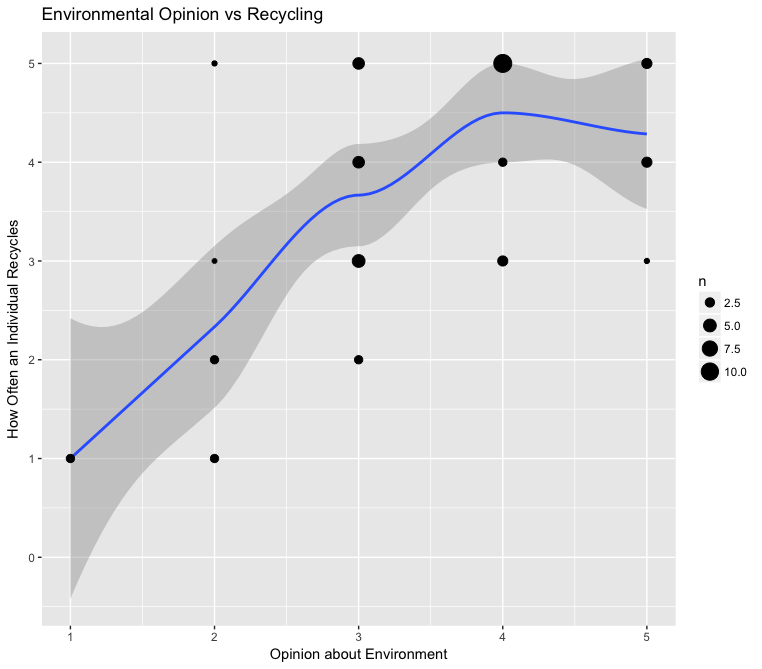 Environmental Opinion vs Recycling
How Often an Individual Recycles
5
4
3
2
1
0
1 2 3 4 5
Opinion about Environment
n
2.5
5.0
7.5
10.0